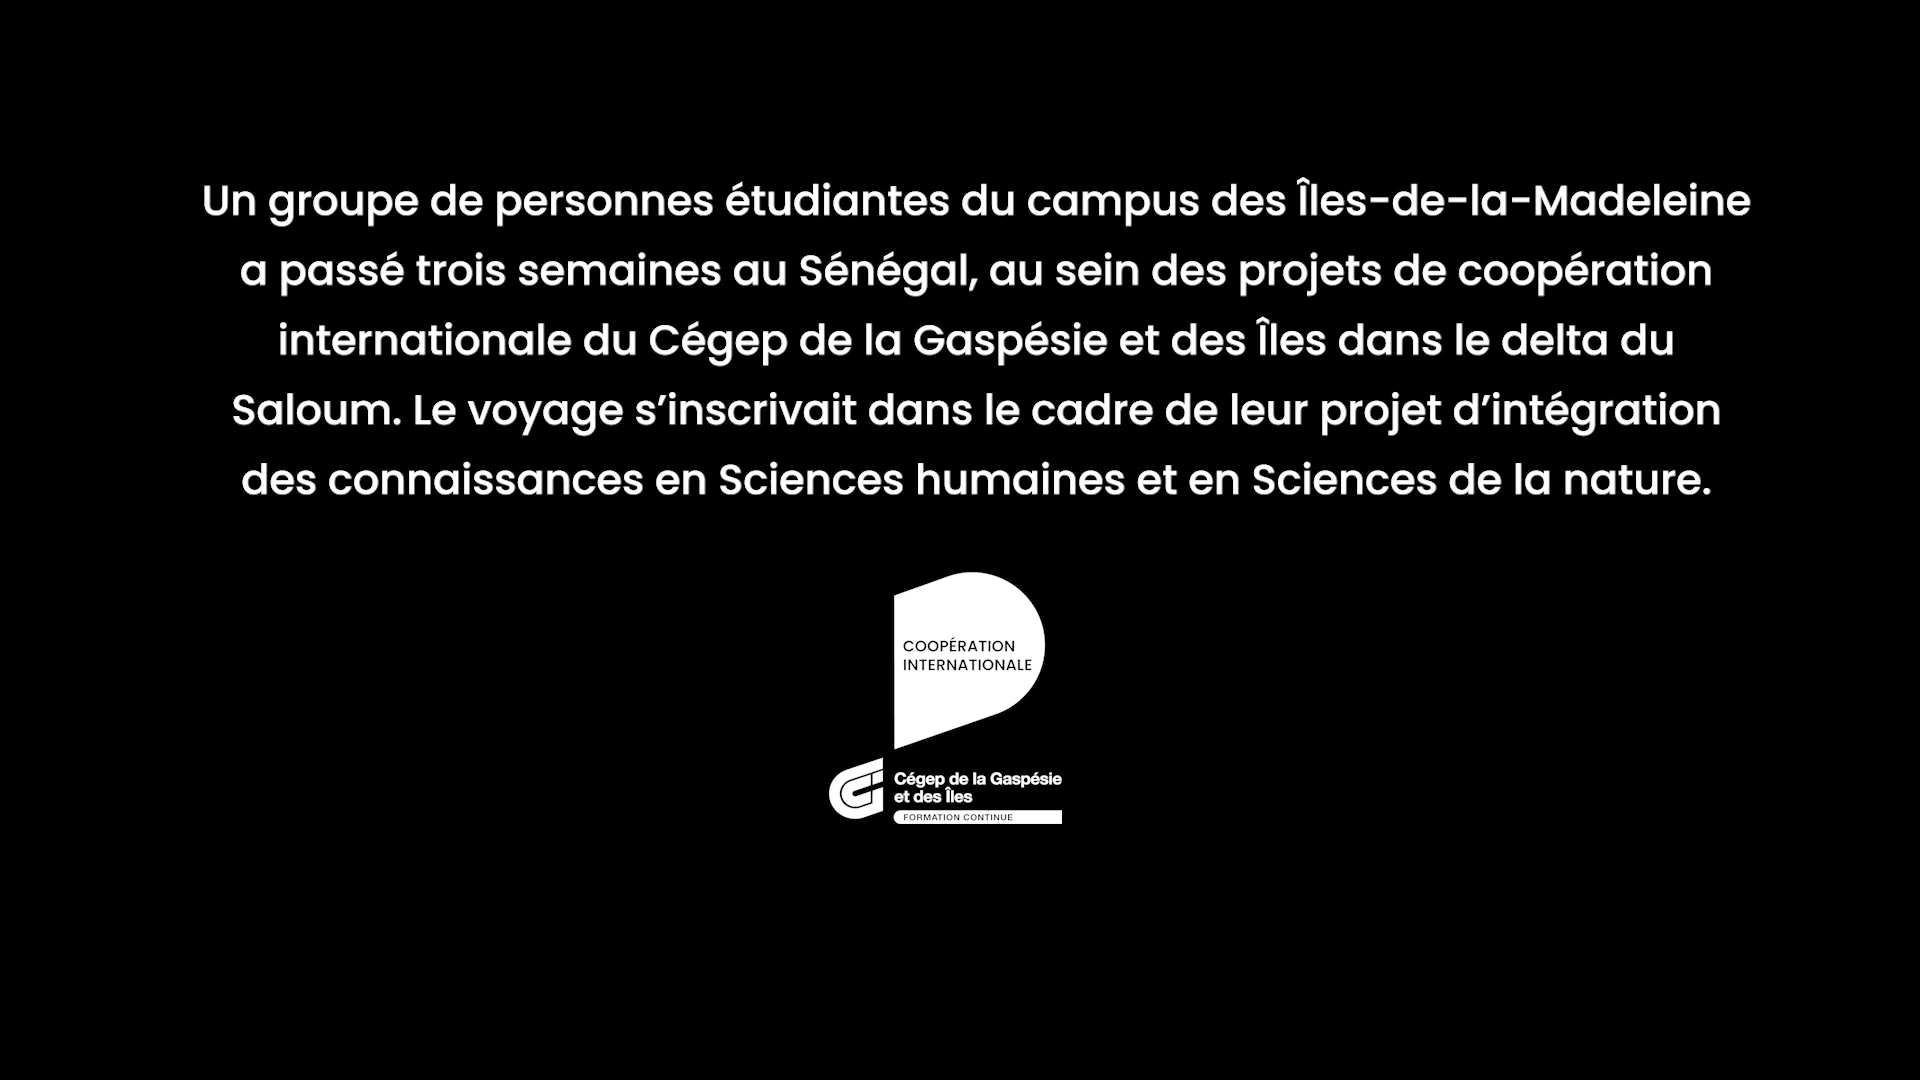 Un groupe de personnes étudiantes du campus des Îles-de-la-Madeleine
a passé trois semaines au Sénégal, au sein des projets de coopération
internationale du Cégep de la Gaspésie et des Îles dans le delta du
Saloum. Le voyage s’inscrivait dans le cadre de leur projet d’intégration
des connaissances en Sciences humaines et en Sciences de la nature.
COOPÉRATION
INTERNATIONALE
Cégep de la Gaspésie
et des Îles
FORMATION CONTINUE